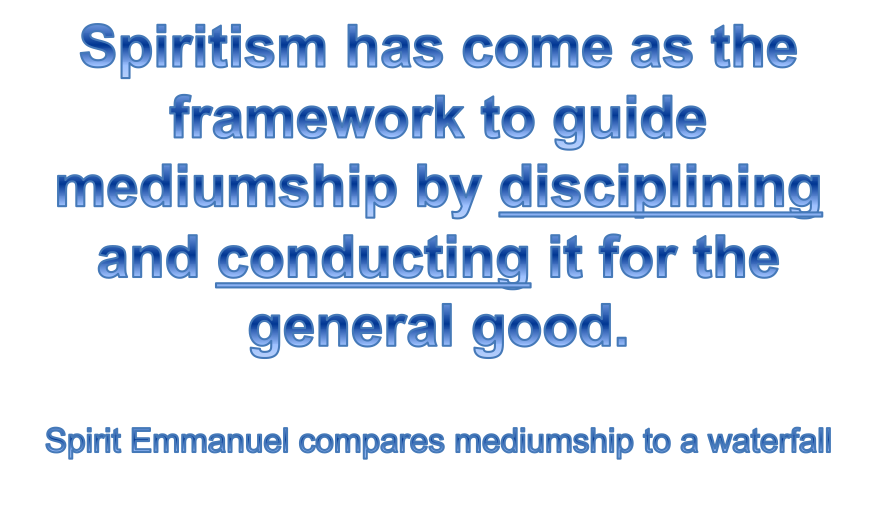 Spiritism has come as the
framework to guide
mediumship by disciplining
and conducting it for the
general good.
Spirit Emmanuel compares mediumship to a waterfall